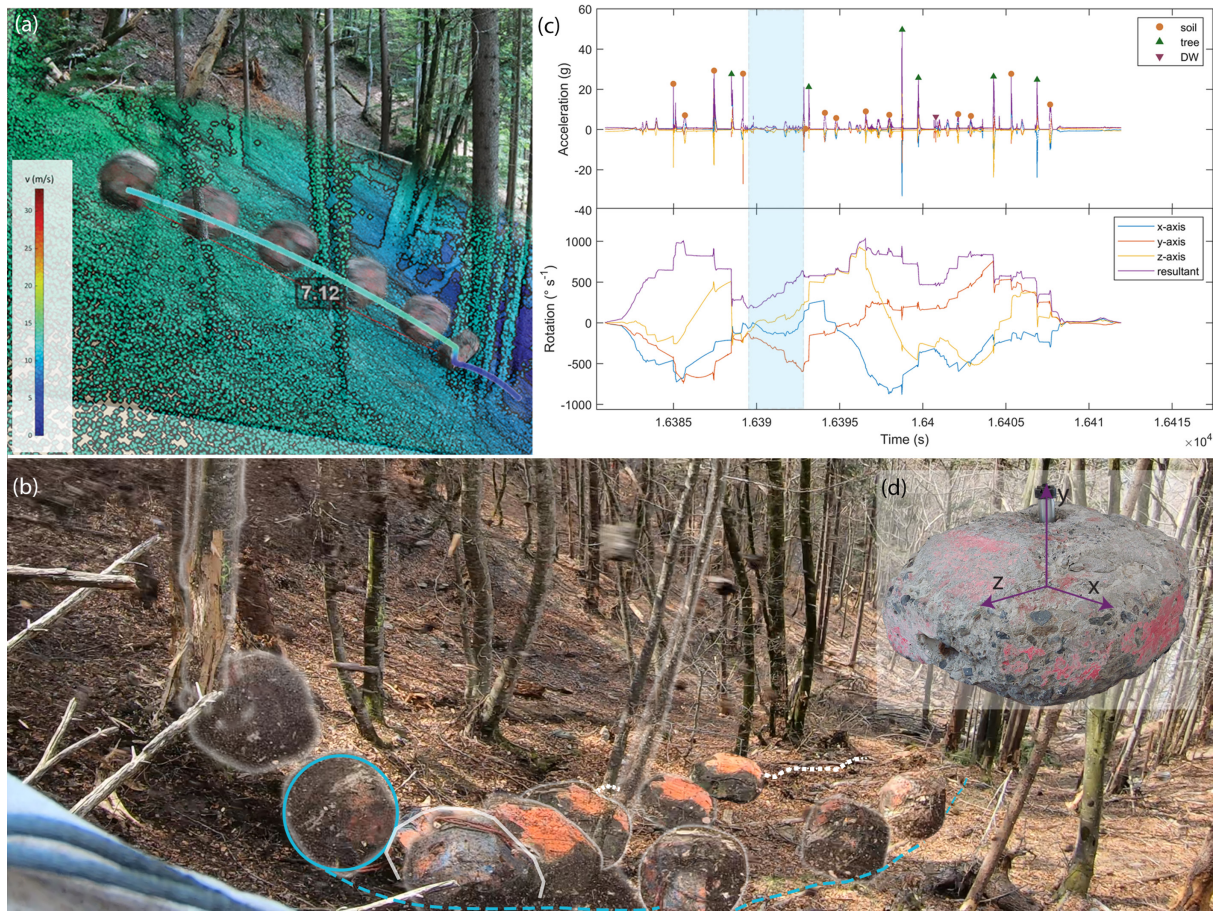 (a)
v (m/s)
30
25
20
15
10
5
0
7.12
(c)
60
40
20
0
-20
-40
Acceleration (g)
soil
tree
DW
1000
500
0
-500
-1000
Rotation (° s⁻¹)
x-axis
y-axis
z-axis
resultant
1.6385 1.639 1.6395 1.64 1.6405 1.641 1.6415
Time (s)
×10⁴
(b)
(d)
y
z
x